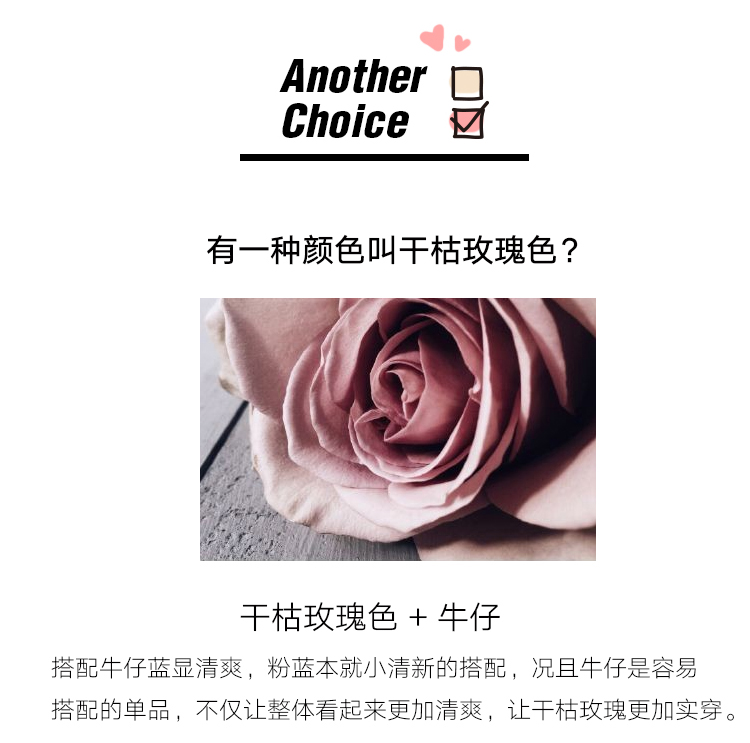 Another
Choice
有一种颜色叫干枯玫瑰色？
干枯玫瑰色 + 牛仔
搭配牛仔蓝显清爽，粉蓝本就小清新的搭配，况且牛仔是容易
搭配的单品，不仅让整体看起来更加清爽，让干枯玫瑰更加实穿。